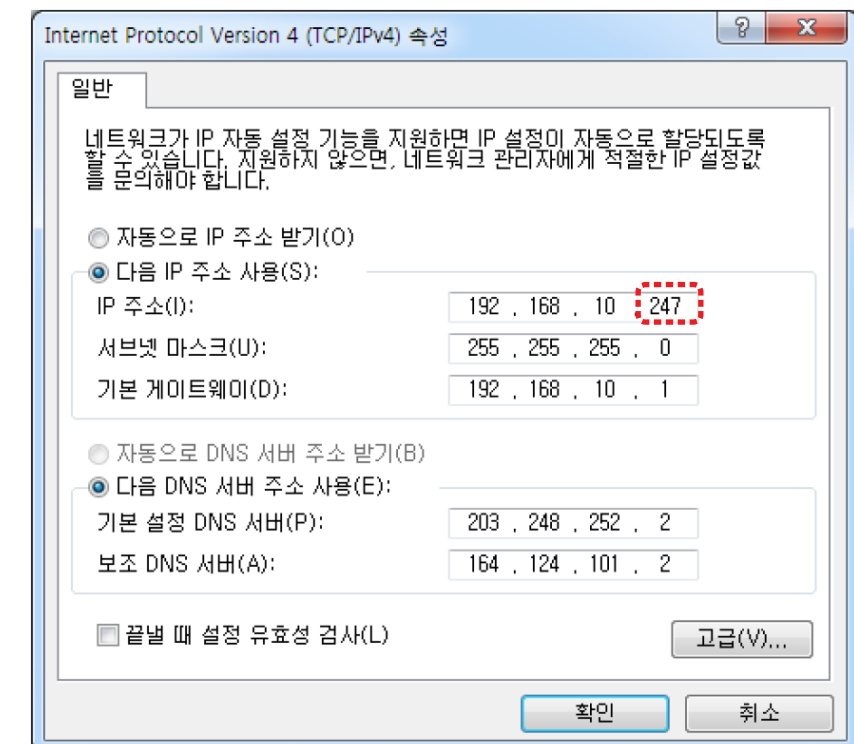 Internet Protocol Version 4 (TCP/IPv4) 속성
일반
네트워크가 IP 자동 설정 기능을 지원하면 IP 설정이 자동으로 할당되도록
할 수 있습니다. 지원하지 않으면, 네트워크 관리자에게 적절한 IP 설정값
을 문의해야 합니다.
자동으로 IP 주소 받기(O)
다음 IP 주소 사용(S):
IP 주소(I): 192 . 168 . 10 . 247
서브넷 마스크(U): 255 . 255 . 255 . 0
기본 게이트웨이(D): 192 . 168 . 10 . 1
자동으로 DNS 서버 주소 받기(B)
다음 DNS 서버 주소 사용(E):
기본 설정 DNS 서버(P): 203 . 248 . 252 . 2
보조 DNS 서버(A): 164 . 124 . 101 . 2
끝낼 때 설정 유효성 검사(L)
고급(V)...
확인 취소